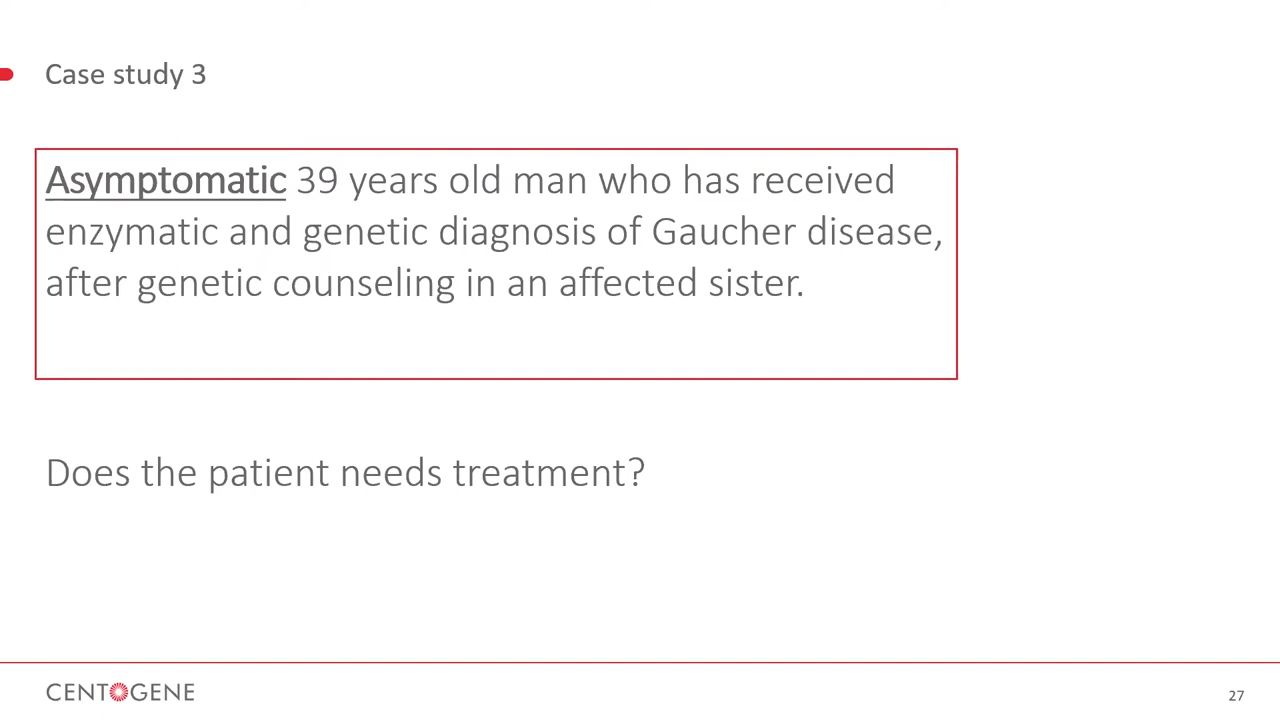 Case study 3
Asymptomatic 39 years old man who has received
enzymatic and genetic diagnosis of Gaucher disease,
after genetic counseling in an affected sister.
Does the patient needs treatment?
CENTOGENE
27